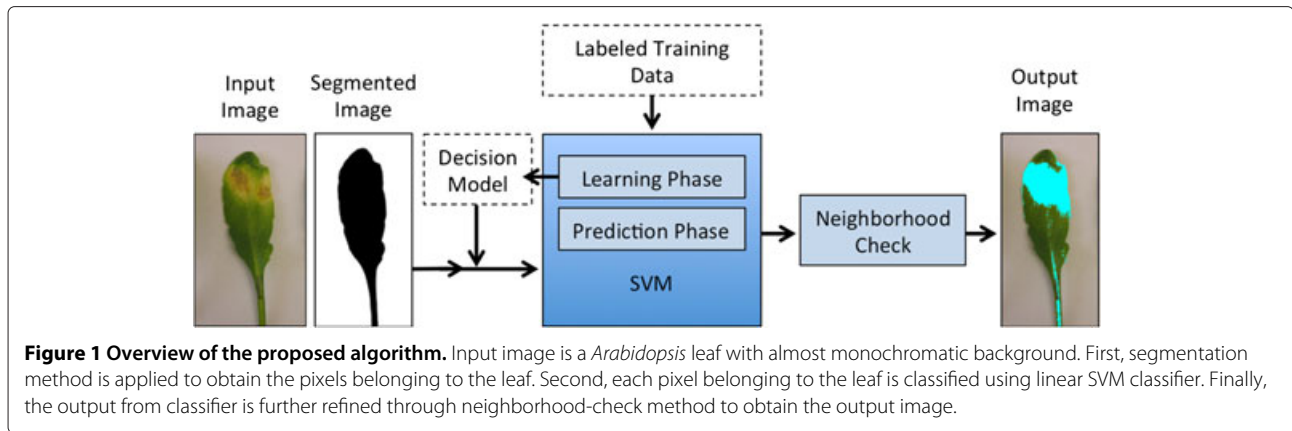 Input
Image
Segmented
Image
Labeled Training
Data
Output
Image
Decision
Model
Learning Phase
Prediction Phase
SVM
Neighborhood
Check
Figure 1 Overview of the proposed algorithm. Input image is a Arabidopsis leaf with almost monochromatic background. First, segmentation
method is applied to obtain the pixels belonging to the leaf. Second, each pixel belonging to the leaf is classified using linear SVM classifier. Finally,
the output from classifier is further refined through neighborhood-check method to obtain the output image.